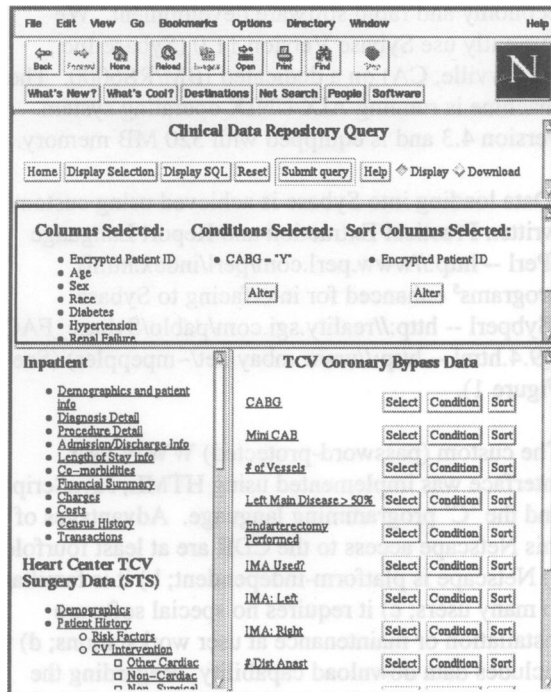 File Edit View Go Bookmarks Options Directory Window Help
Back Forward Home Reload Images Open Print Find Stop
N
What's New? What's Cool? Destinations Net Search People Software
Clinical Data Repository Query
Home Display Selection Display SQL Reset Submit query Help Display Download
Columns Selected: Conditions Selected: Sort Columns Selected:
Encrypted Patient ID CABG = "Y" Encrypted Patient ID
Age
Sex Alter Alter
Race
Diabetes
Hypertension
Renal Failure
Inpatient
Demographics and patient
info
Diagnosis Detail
Procedure Detail
Admission/Discharge Info
Length of Stay Info
Co-morbidities
Financial Summary
Charges
Costs
Census History
Transactions
Heart Center TCV
Surgery Data (STS)
Demographics
Patient History
Risk Factors
CV Intervention
Other Cardiac
Non-Cardiac
Non-Surgical
TCV Coronary Bypass Data
CABG Select Condition Sort
Mini CAB Select Condition Sort
# of Vessels Select Condition Sort
Left Main Disease > 50% Select Condition Sort
Endarterectomy
Performed Select Condition Sort
IMA Used? Select Condition Sort
IMA: Left Select Condition Sort
IMA: Right Select Condition Sort
# Dist Anast Select Condition Sort